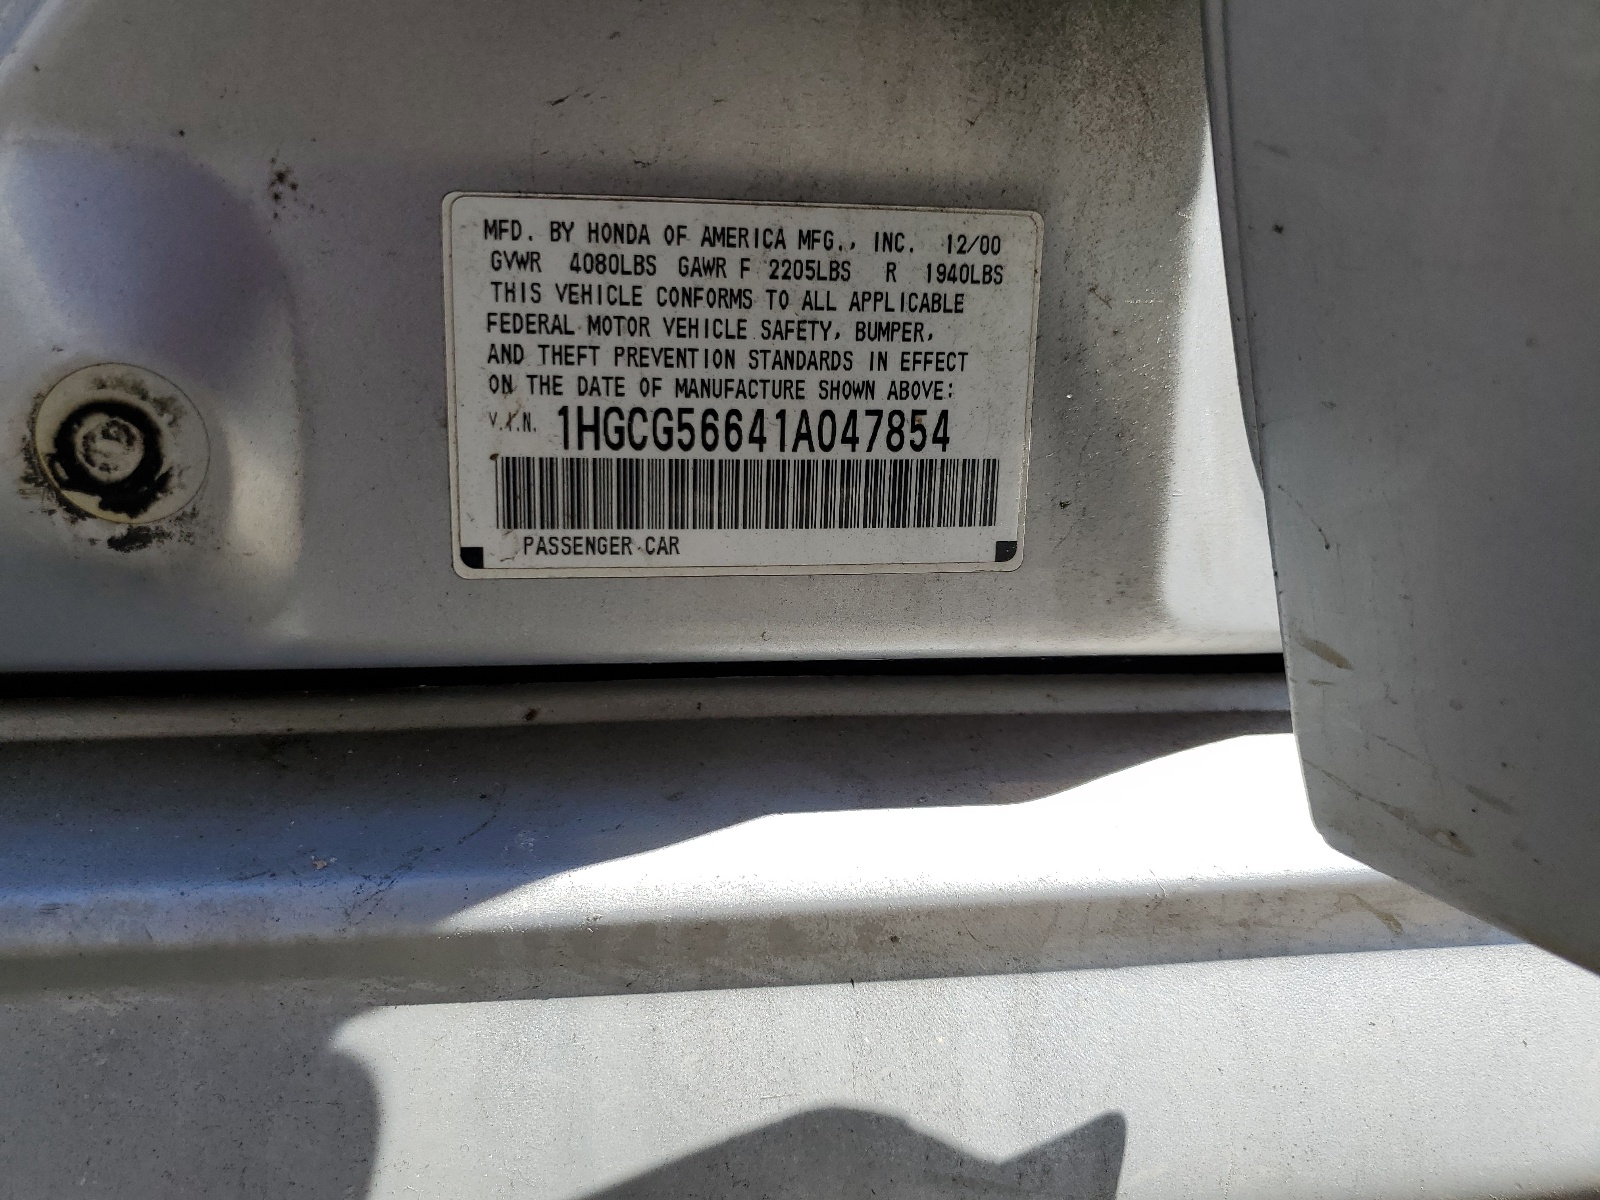 MFD. BY HONDA OF AMERICA MFG., INC. 12/00
GVWR 4080LBS GAWR F 2205LBS R 1940LBS
THIS VEHICLE CONFORMS TO ALL APPLICABLE
FEDERAL MOTOR VEHICLE SAFETY, BUMPER,
AND THEFT PREVENTION STANDARDS IN EFFECT
ON THE DATE OF MANUFACTURE SHOWN ABOVE:
V.I.N. 1HGCG56641A047854
PASSENGER CAR